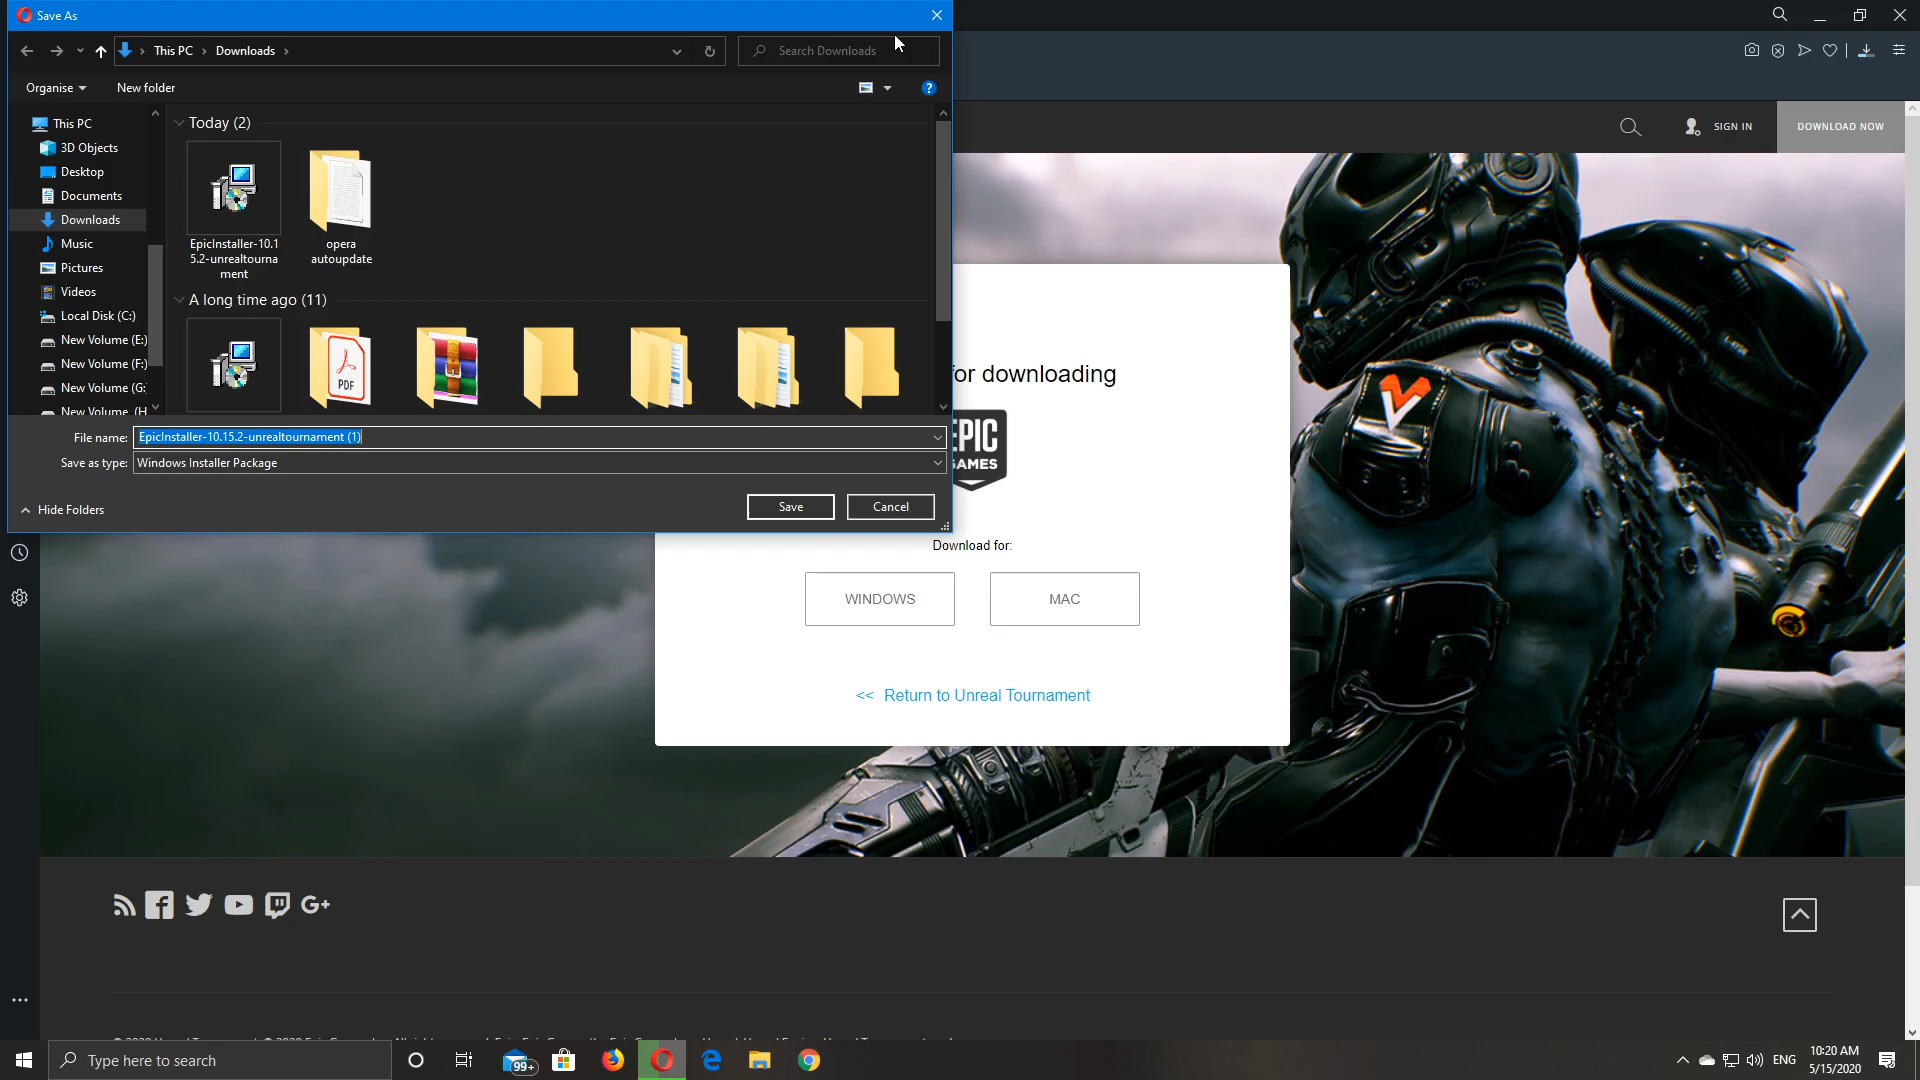 Save As
This PC
Downloads
Search Downloads
Organise
New folder
This PC
3D Objects
Desktop
Documents
Downloads
Music
Pictures
Videos
Local Disk (C:)
New Volume (E:)
New Volume (F:)
New Volume (G:
New Volume (H
Today (2)
EpicInstaller-10.1
5.2-unrealtourna
ment
opera
autoupdate
A long time ago (11)
PDF
File name:
EpicInstaller-10.15.2-unrealtournament (1)
Save as type:
Windows Installer Package
Hide Folders
Save
Cancel
SIGN IN
DOWNLOAD NOW
for downloading
EPIC
GAMES
Download for:
WINDOWS
MAC
<< Return to Unreal Tournament
G+
Type here to search
99+
ENG
10:20 AM
5/15/2020